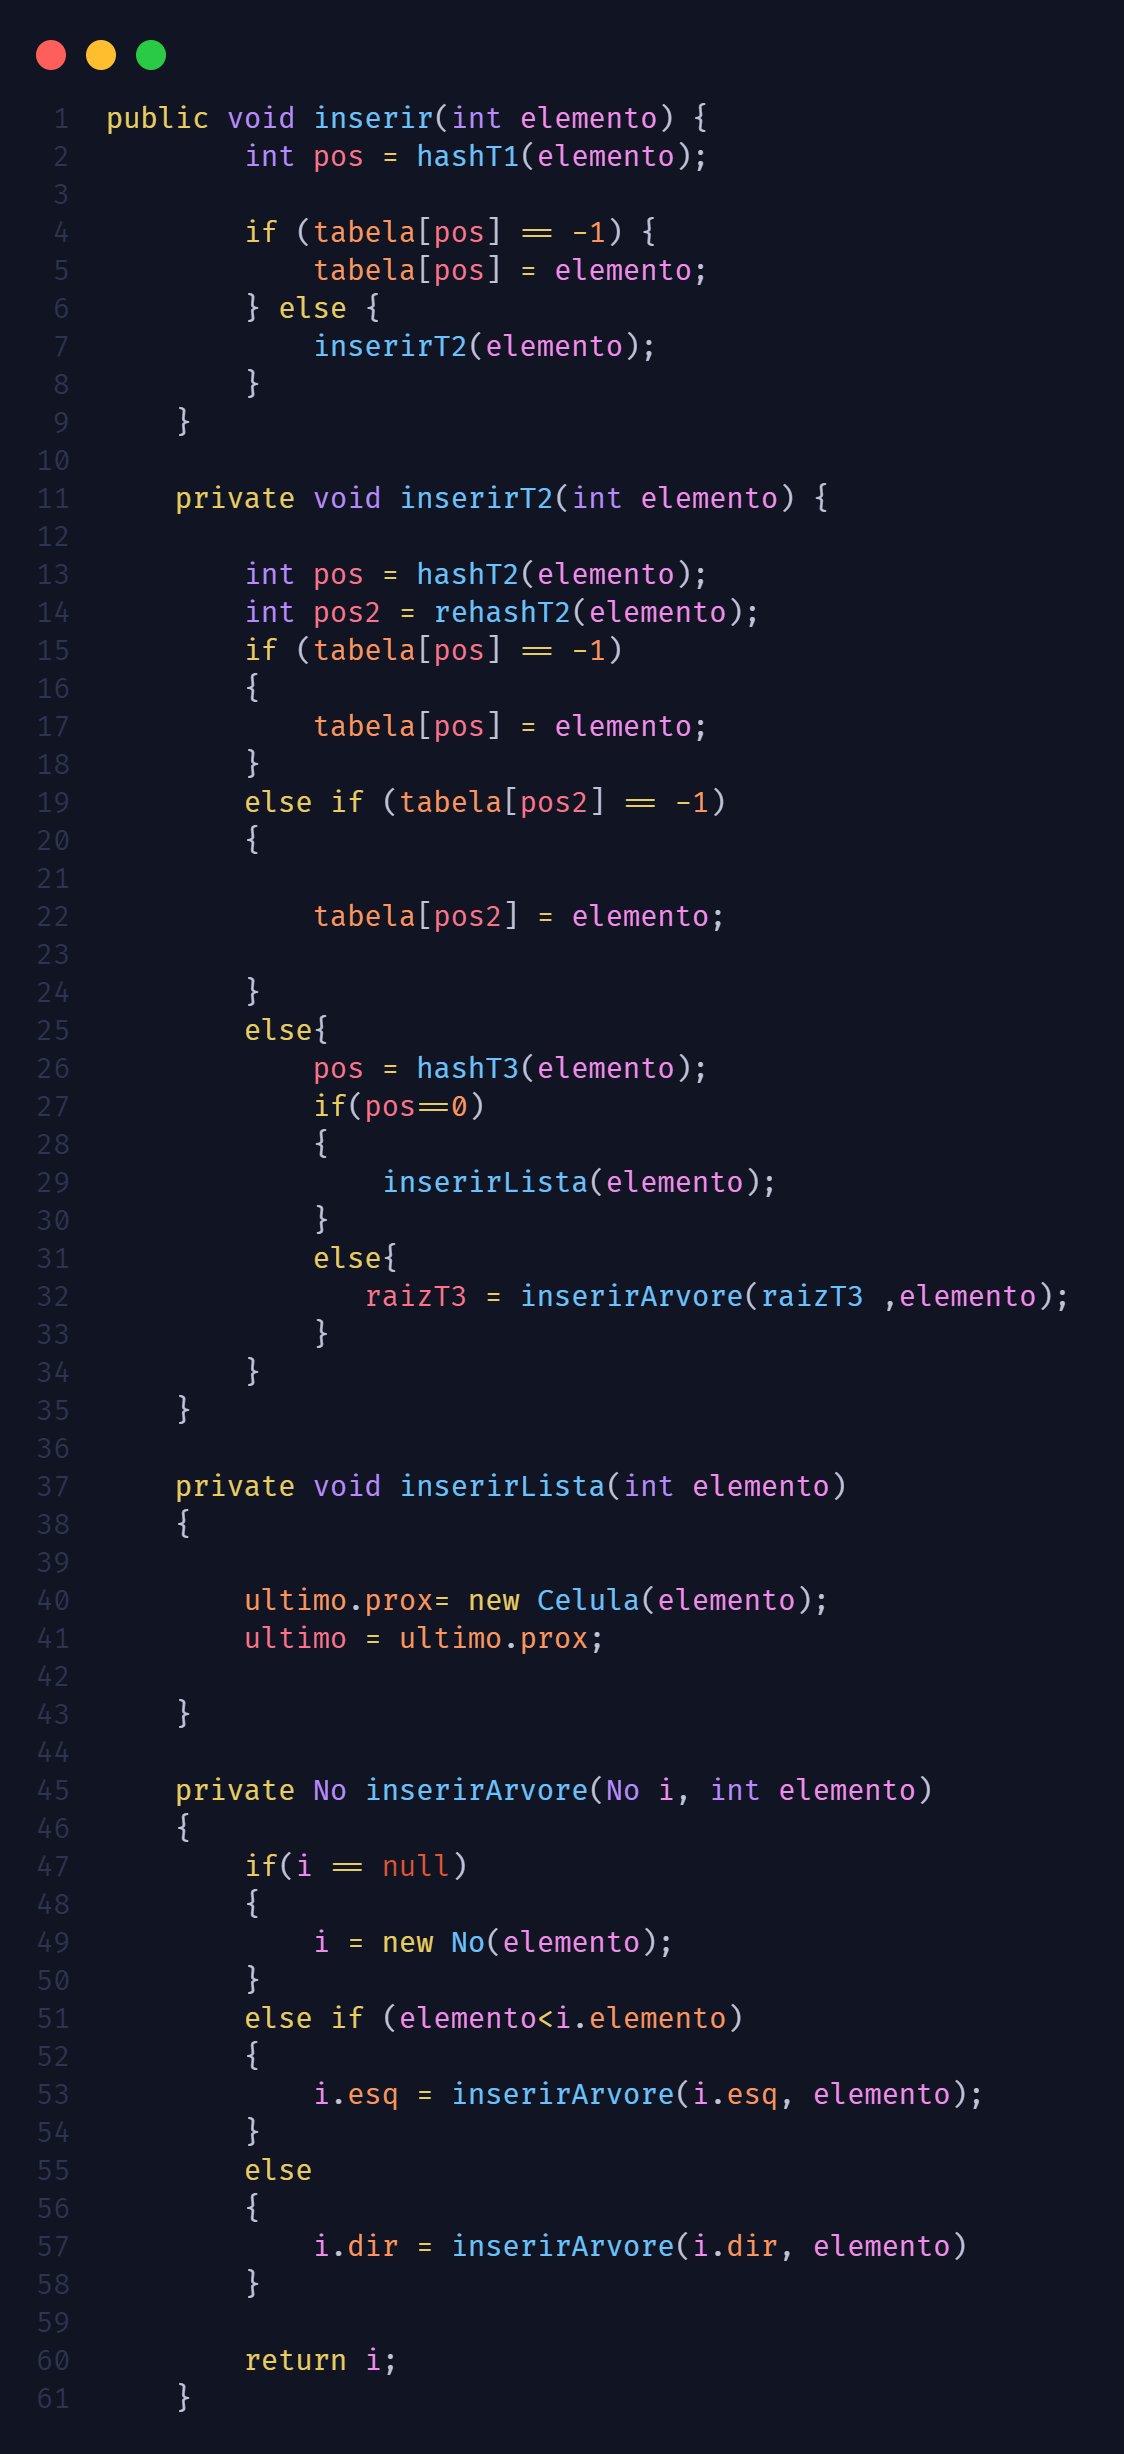 1 public void inserir(int elemento) {
2 int pos = hashT1(elemento);
3
4 if (tabela[pos] == -1) {
5 tabela[pos] = elemento;
6 } else {
7 inserirT2(elemento);
8 }
9 }
10
11 private void inserirT2(int elemento) {
12
13 int pos = hashT2(elemento);
14 int pos2 = rehashT2(elemento);
15 if (tabela[pos] == -1)
16 {
17 tabela[pos] = elemento;
18 }
19 else if (tabela[pos2] == -1)
20 {
21
22 tabela[pos2] = elemento;
23
24 }
25 else{
26 pos = hashT3(elemento);
27 if(pos==0)
28 {
29 inserirLista(elemento);
30 }
31 else{
32 raizT3 = inserirArvore(raizT3 ,elemento);
33 }
34 }
35 }
36
37 private void inserirLista(int elemento)
38 {
39
40 ultimo.prox= new Celula(elemento);
41 ultimo = ultimo.prox;
42
43 }
44
45 private No inserirArvore(No i, int elemento)
46 {
47 if(i == null)
48 {
49 i = new No(elemento);
50 }
51 else if (elemento<i.elemento)
52 {
53 i.esq = inserirArvore(i.esq, elemento);
54 }
55 else
56 {
57 i.dir = inserirArvore(i.dir, elemento)
58 }
59
60 return i;
61 }